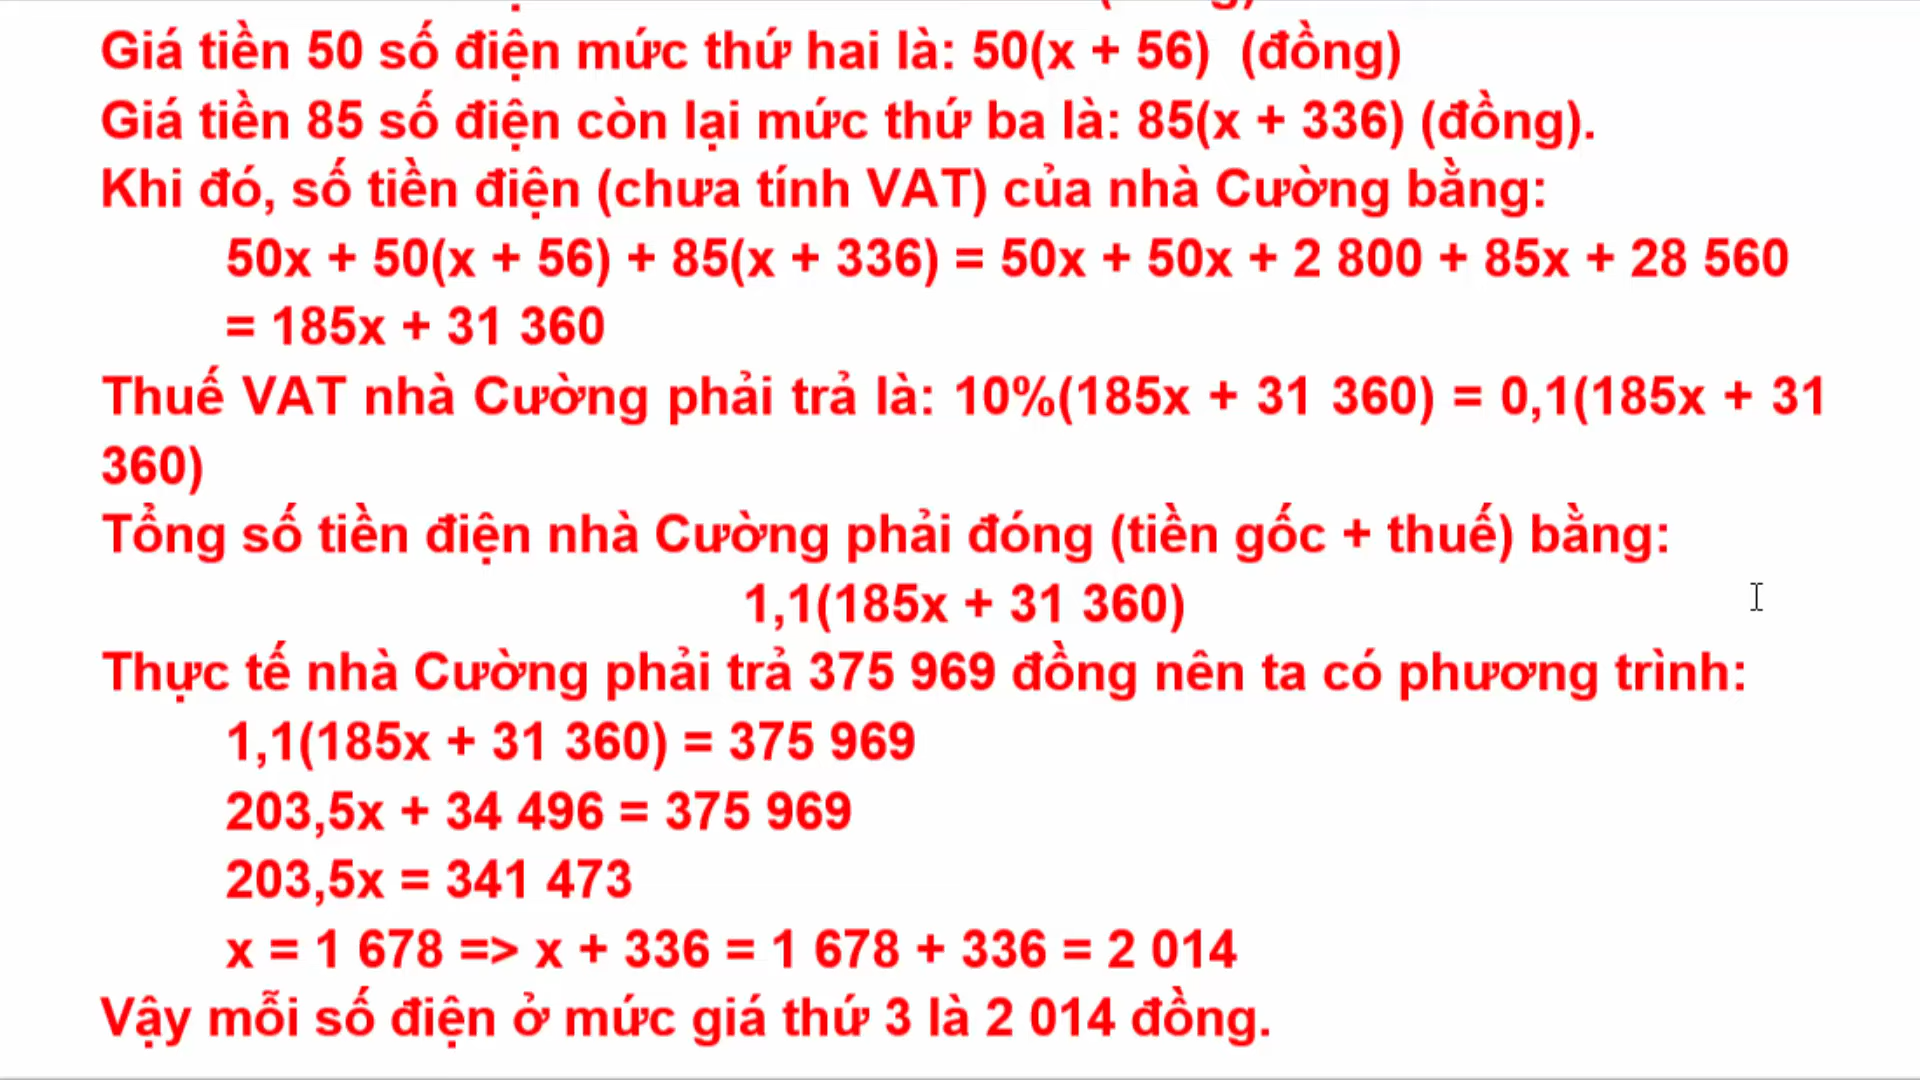 Giá tiền 50 số điện mức thứ hai là: 50(x + 56) (đồng)
Giá tiền 85 số điện còn lại mức thứ ba là: 85(x + 336) (đồng).
Khi đó, số tiền điện (chưa tính VAT) của nhà Cường bằng:
50x + 50(x + 56) + 85(x + 336) = 50x + 50x + 2 800 + 85x + 28 560
= 185x + 31 360
Thuế VAT nhà Cường phải trả là: 10%(185x + 31 360) = 0,1(185x + 31
360)
Tổng số tiền điện nhà Cường phải đóng (tiền gốc + thuế) bằng:
1,1(185x + 31 360)
Thực tế nhà Cường phải trả 375 969 đồng nên ta có phương trình:
1,1(185x + 31 360) = 375 969
203,5x + 34 496 = 375 969
203,5x = 341 473
x = 1 678 => x + 336 = 1 678 + 336 = 2 014
Vậy mỗi số điện ở mức giá thứ 3 là 2 014 đồng.